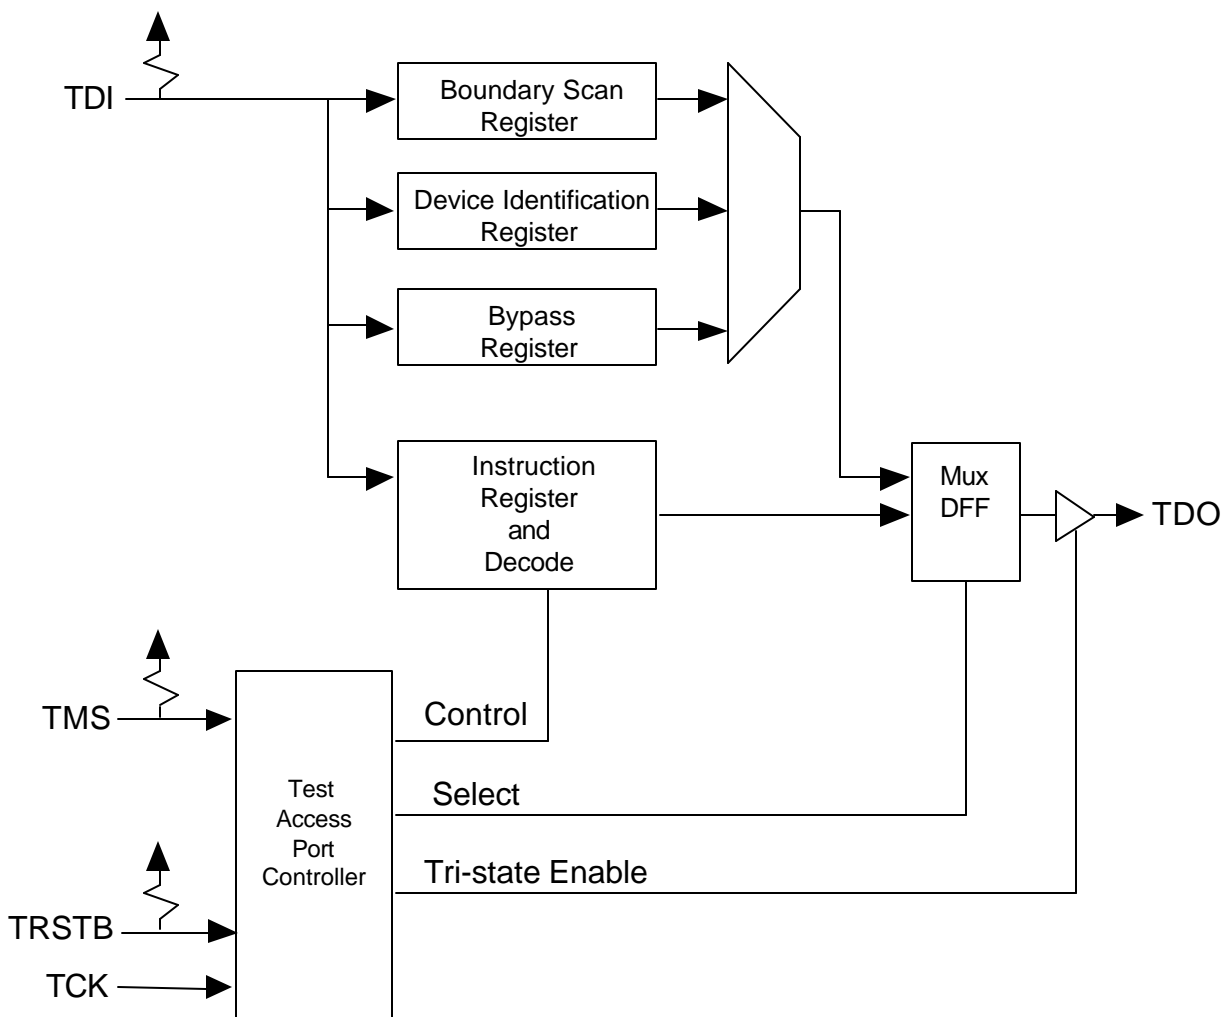 TDI
Boundary Scan
Register
Device Identification
Register
Bypass
Register
Instruction
Register
and
Decode
Mux
DFF
TDO
TMS
Control
Test
Access
Port
Controller
Select
Tri-state Enable
TRSTB
TCK